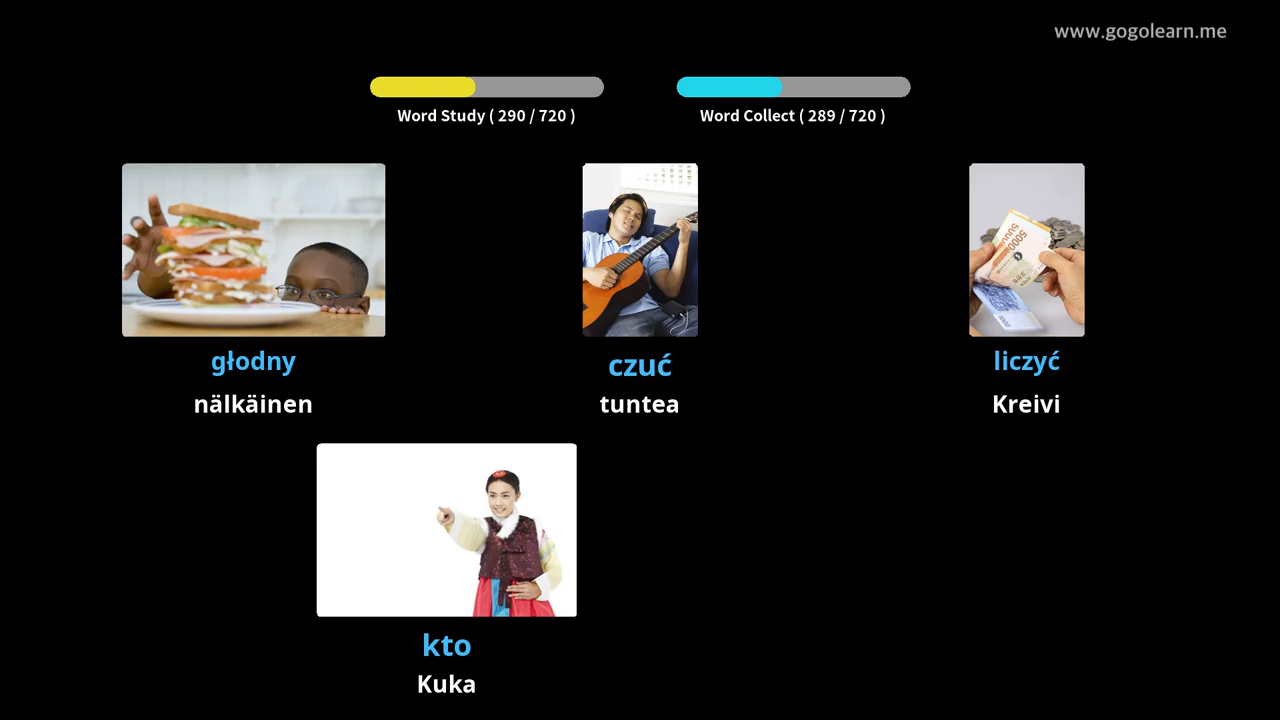 www.gogolearn.me
Word Study ( 290 / 720 )
Word Collect ( 289 / 720 )
głodny
czuć
liczyć
nälkäinen
tuntea
Kreivi
kto
Kuka